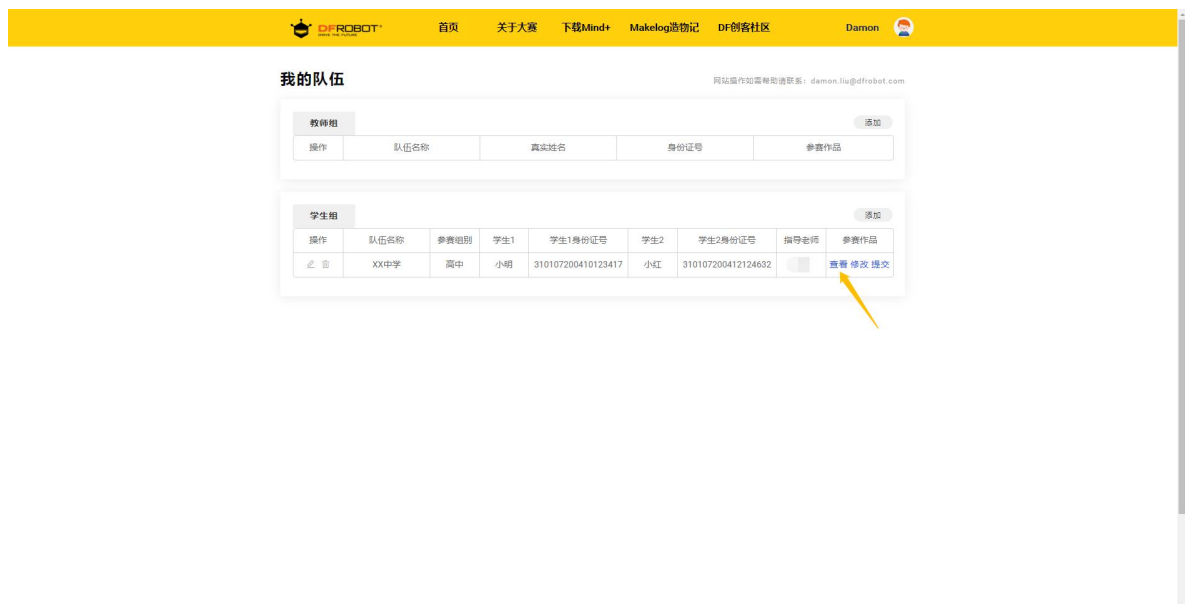 DFROBOT 首页 关于大赛 下载Mind+ Makelog造物记 DF创客社区 Damon
DRIVE THE FUTURE
我的队伍 网站操作如需帮助请联系：damon.liu@dfrobot.com
教师组 添加
操作 队伍名称 真实姓名 身份证号 参赛作品
学生组 添加
操作 队伍名称 参赛组别 学生1 学生1身份证号 学生2 学生2身份证号 指导老师 参赛作品
XX中学 高中 小明 310107200410123417 小红 310107200412124632 查看 修改 提交